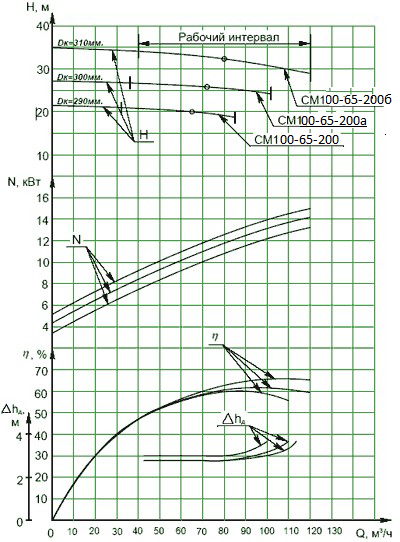 H, м
40
Рабочий интервал
Dк=310мм.
30
Dк=300мм.
СМ100-65-200б
Dк=290мм.
20
СМ100-65-200а
H
СМ100-65-200
10
N, кВт
16
14
12
N
10
8
6
4
η, %
η
70
60
Δhд,
м
50
Δhд
4
40
30
2
20
10
0
0
10 20 30 40 50 60 70 80 90 100 110 120 130
Q, м³/ч